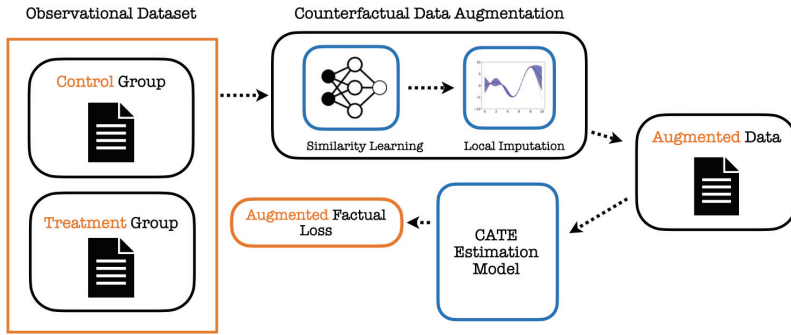 Observational Dataset
Control Group
Treatment Group
Counterfactual Data Augmentation
Similarity Learning
Local Imputation
Augmented Data
CATE
Estimation
Model
Augmented Factual
Loss